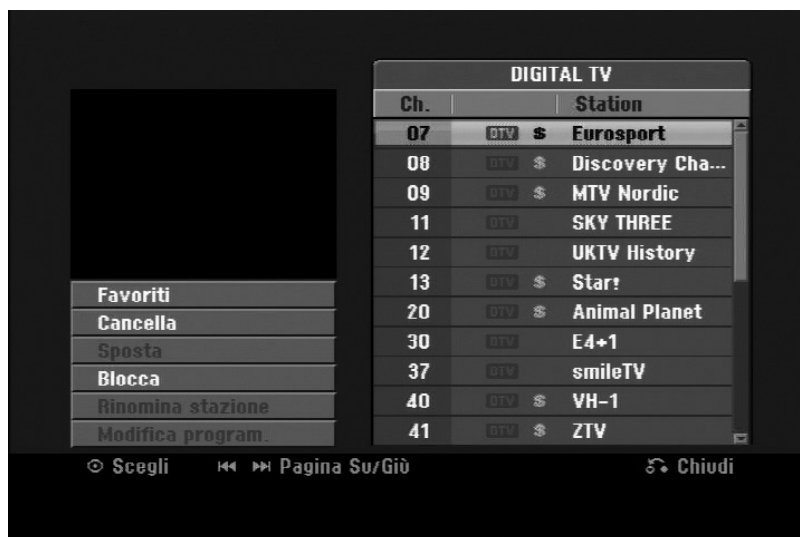 DIGITAL TV
Ch. Station
07 DTV $ Eurosport
08 DTV $ Discovery Cha...
09 DTV $ MTV Nordic
11 DTV SKY THREE
12 DTV UKTV History
13 DTV $ Star!
20 DTV $ Animal Planet
30 DTV E4+1
37 DTV smileTV
40 DTV $ VH-1
41 DTV $ ZTV
Favoriti
Cancella
Sposta
Blocca
Rinomina stazione
Modifica program.
Scegli Pagina Su/Giù Chiudi